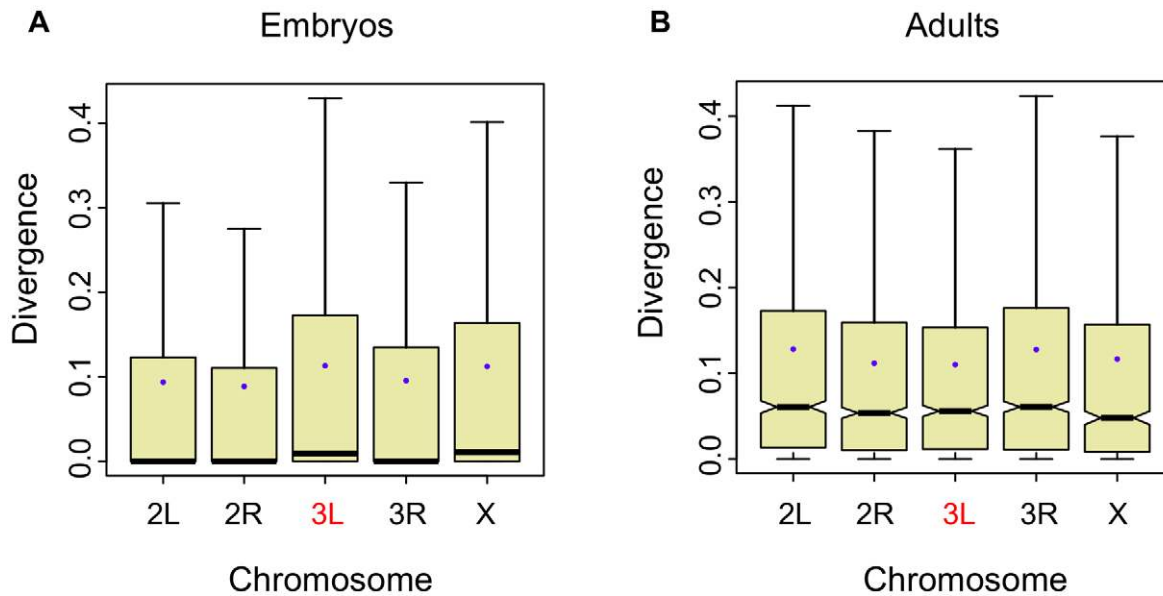 A Embryos
Divergence
0.4
0.3
0.2
0.1
0.0
2L 2R 3L 3R X
Chromosome
B Adults
Divergence
0.4
0.3
0.2
0.1
0.0
2L 2R 3L 3R X
Chromosome